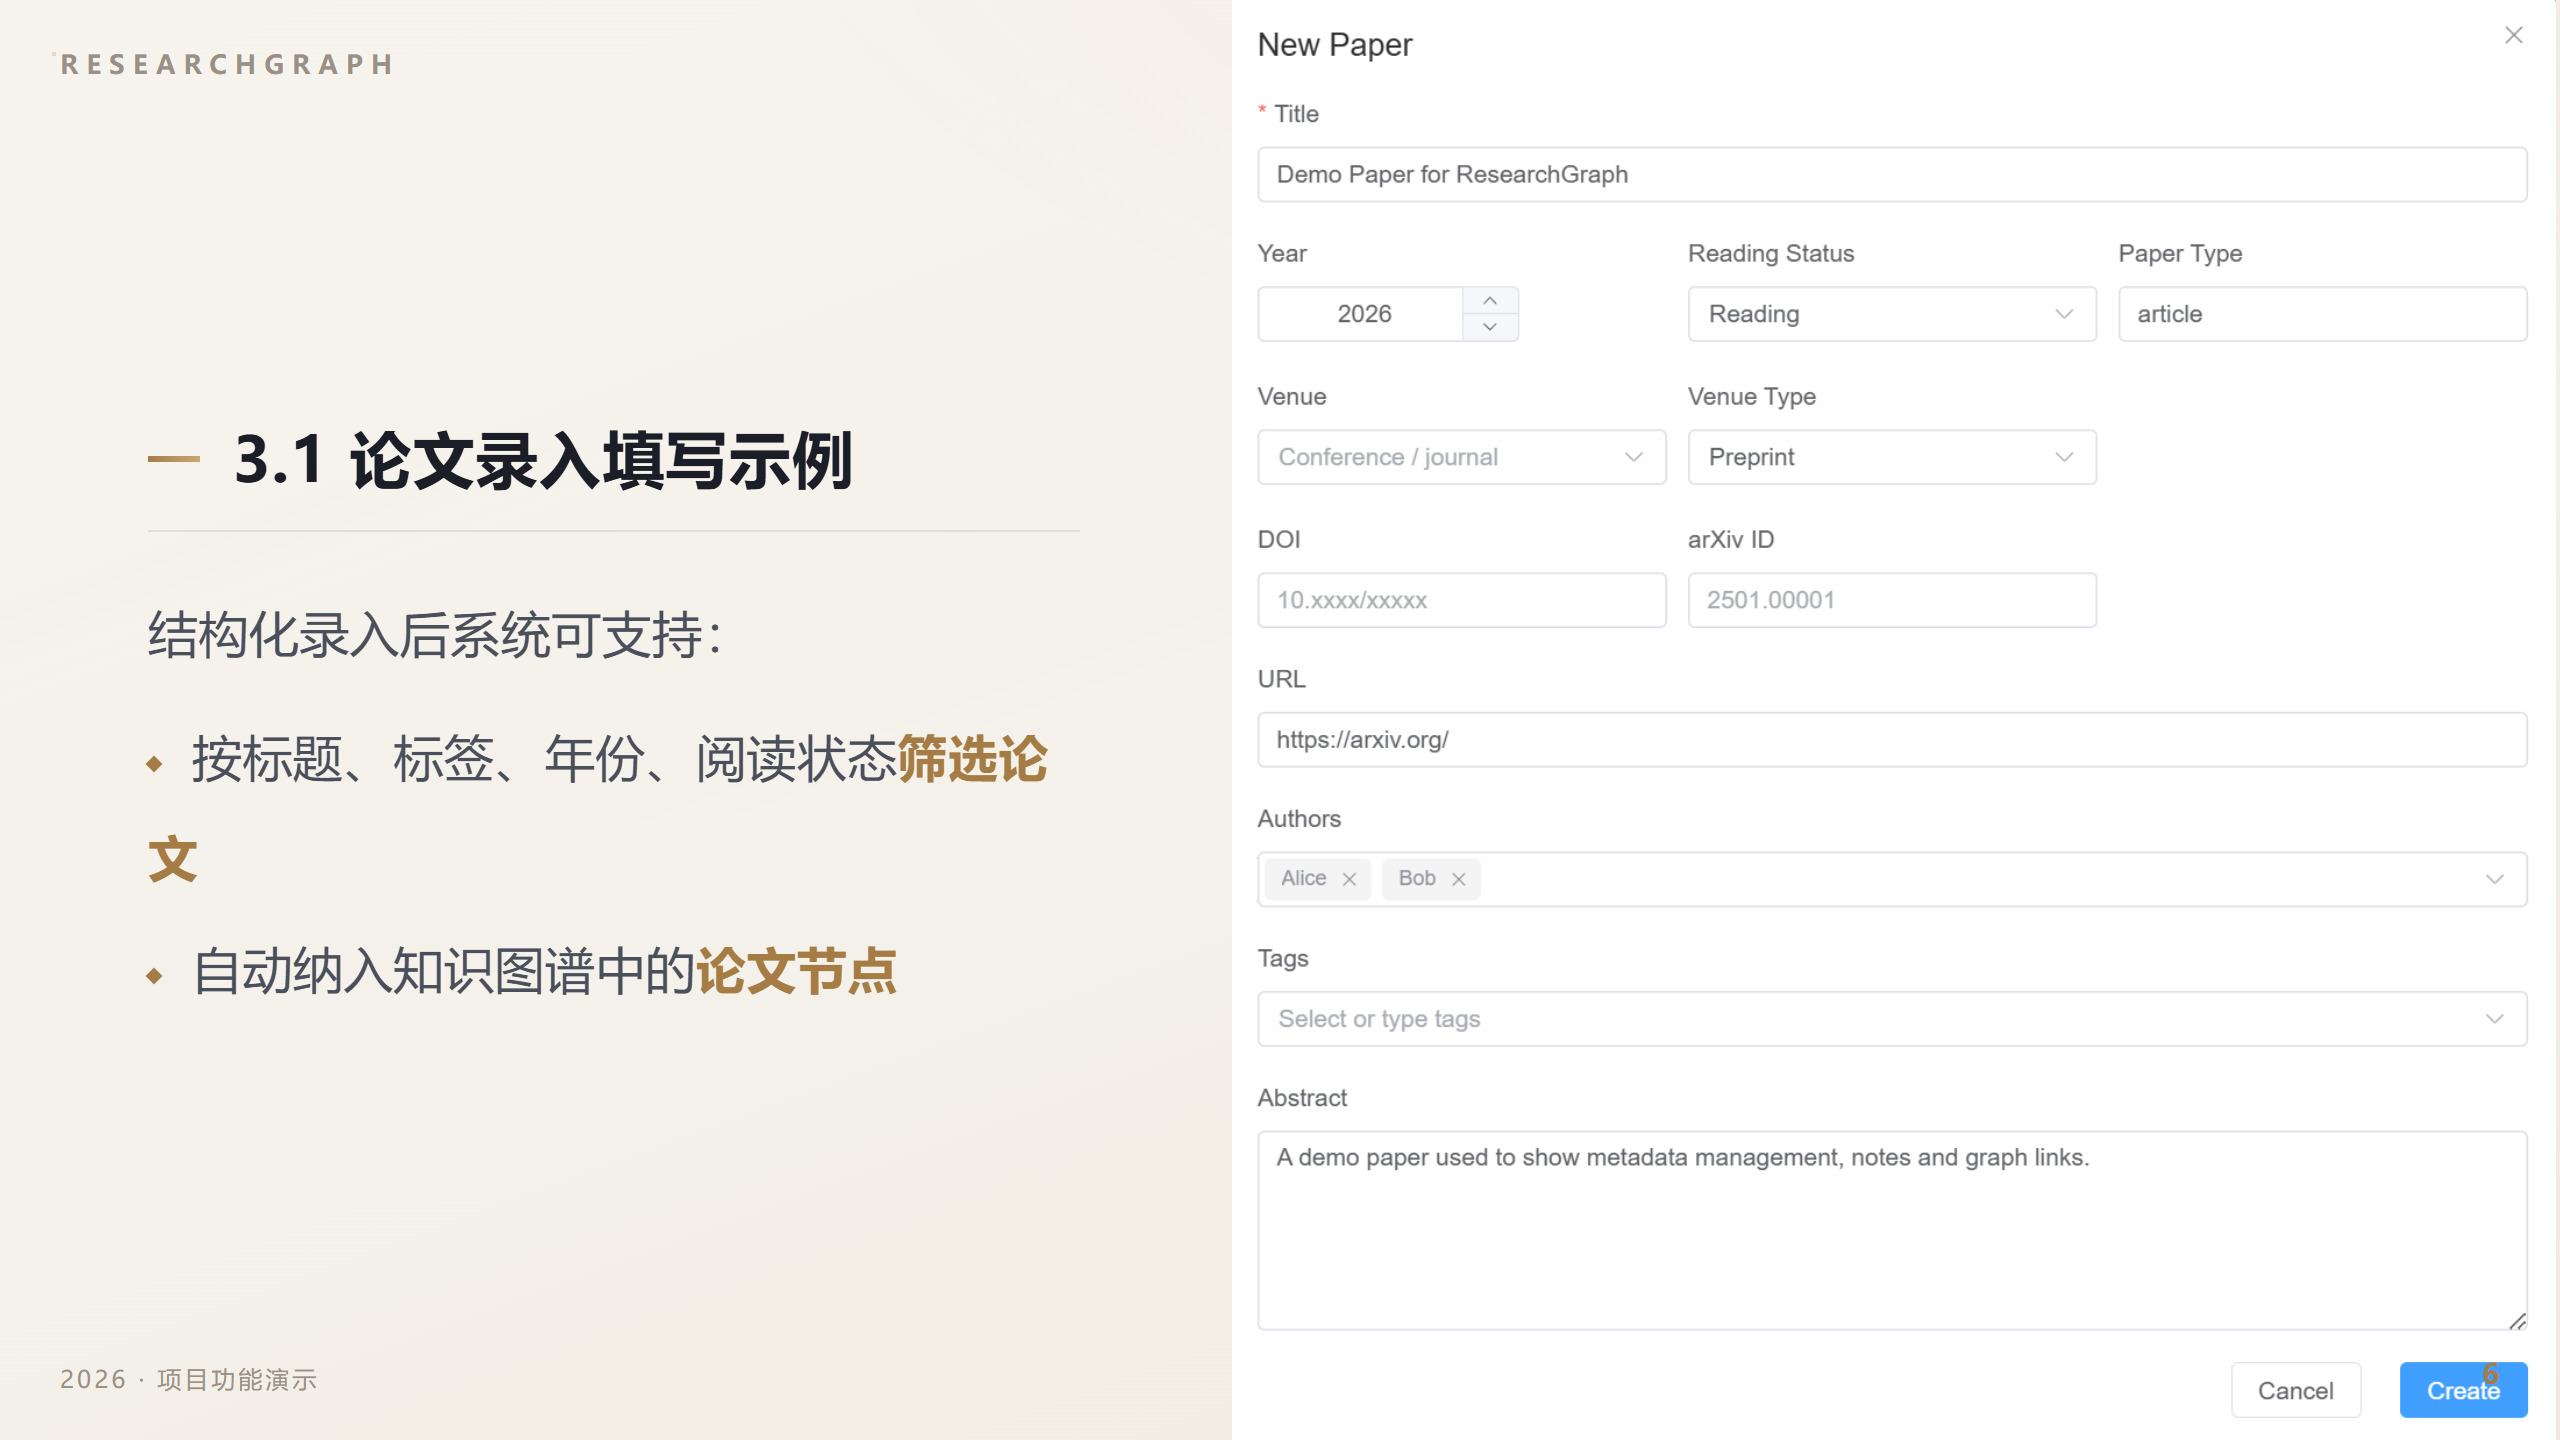 RESEARCHGRAPH
3.1 论文录入填写示例
结构化录入后系统可支持：
按标题、标签、年份、阅读状态筛选论
文
自动纳入知识图谱中的论文节点
2026 · 项目功能演示
New Paper
* Title
Demo Paper for ResearchGraph
Year Reading Status Paper Type
2026 Reading article
Venue Venue Type
Conference / journal Preprint
DOI arXiv ID
10.xxxx/xxxxx 2501.00001
URL
https://arxiv.org/
Authors
Alice Bob
Tags
Select or type tags
Abstract
A demo paper used to show metadata management, notes and graph links.
Cancel Create
6